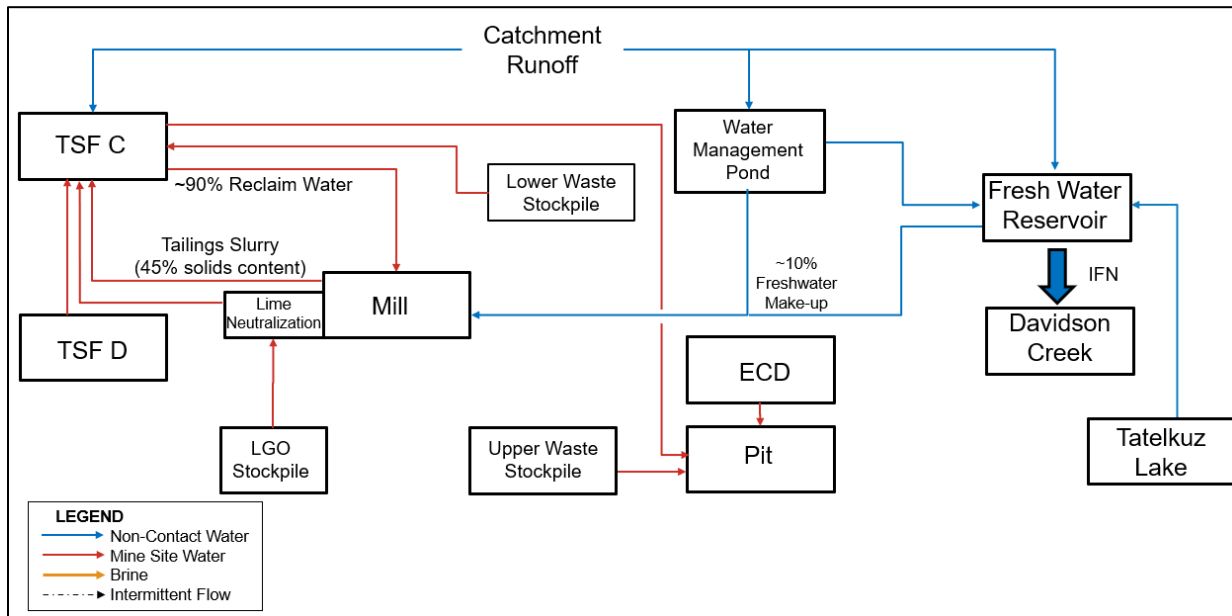 Catchment
Runoff
TSF C
Water
Management
Pond
~90% Reclaim Water
Lower Waste
Stockpile
Fresh Water
Reservoir
Tailings Slurry
(45% solids content)
~10%
Freshwater
Make-up
IFN
Lime
Neutralization
Mill
TSF D
Davidson
Creek
ECD
LGO
Stockpile
Upper Waste
Stockpile
Pit
Tatelkuz
Lake
LEGEND
Non-Contact Water
Mine Site Water
Brine
Intermittent Flow